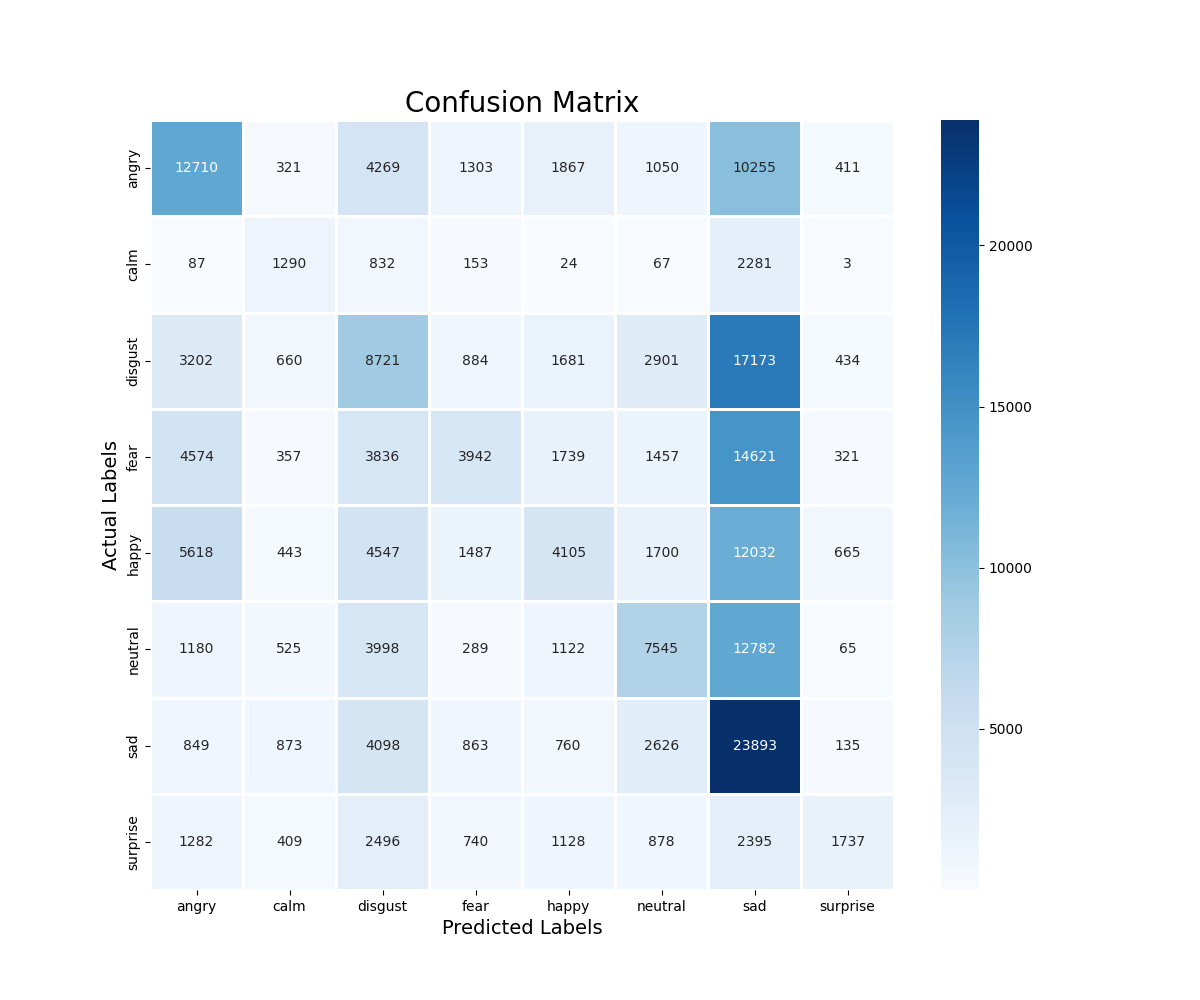 Confusion Matrix
angry 12710 321 4269 1303 1867 1050 10255 411
calm 87 1290 832 153 24 67 2281 3
disgust 3202 660 8721 884 1681 2901 17173 434
fear 4574 357 3836 3942 1739 1457 14621 321
happy 5618 443 4547 1487 4105 1700 12032 665
neutral 1180 525 3998 289 1122 7545 12782 65
sad 849 873 4098 863 760 2626 23893 135
surprise 1282 409 2496 740 1128 878 2395 1737
angry calm disgust fear happy neutral sad surprise
Predicted Labels
Actual Labels
20000
15000
10000
5000